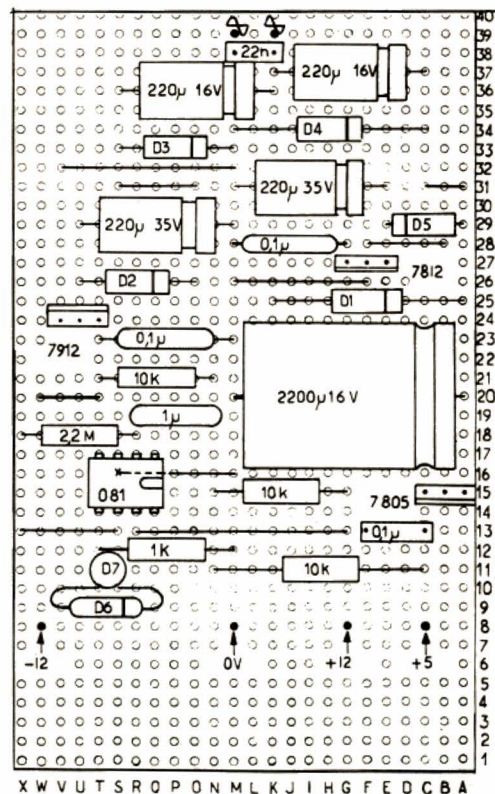 40
39
38
22n
37
220µ 16V
220µ 16V
36
35
34
D4
33
D3
32
31
220µ 35V
30
220µ 35V
29
D5
28
0,1µ
27
7812
26
D2
25
D1
24
7912
23
0,1µ
22
21
10k
2200µ16V
20
19
1µ
18
2,2M
17
16
081
15
10k
7805
14
13
0,1µ
12
1k
11
D7
10k
10
9
D6
8
7
-12
0V
+12
+5
6
5
4
3
2
1
X W V U T S R Q P O N M L K J I H G F E D C B A